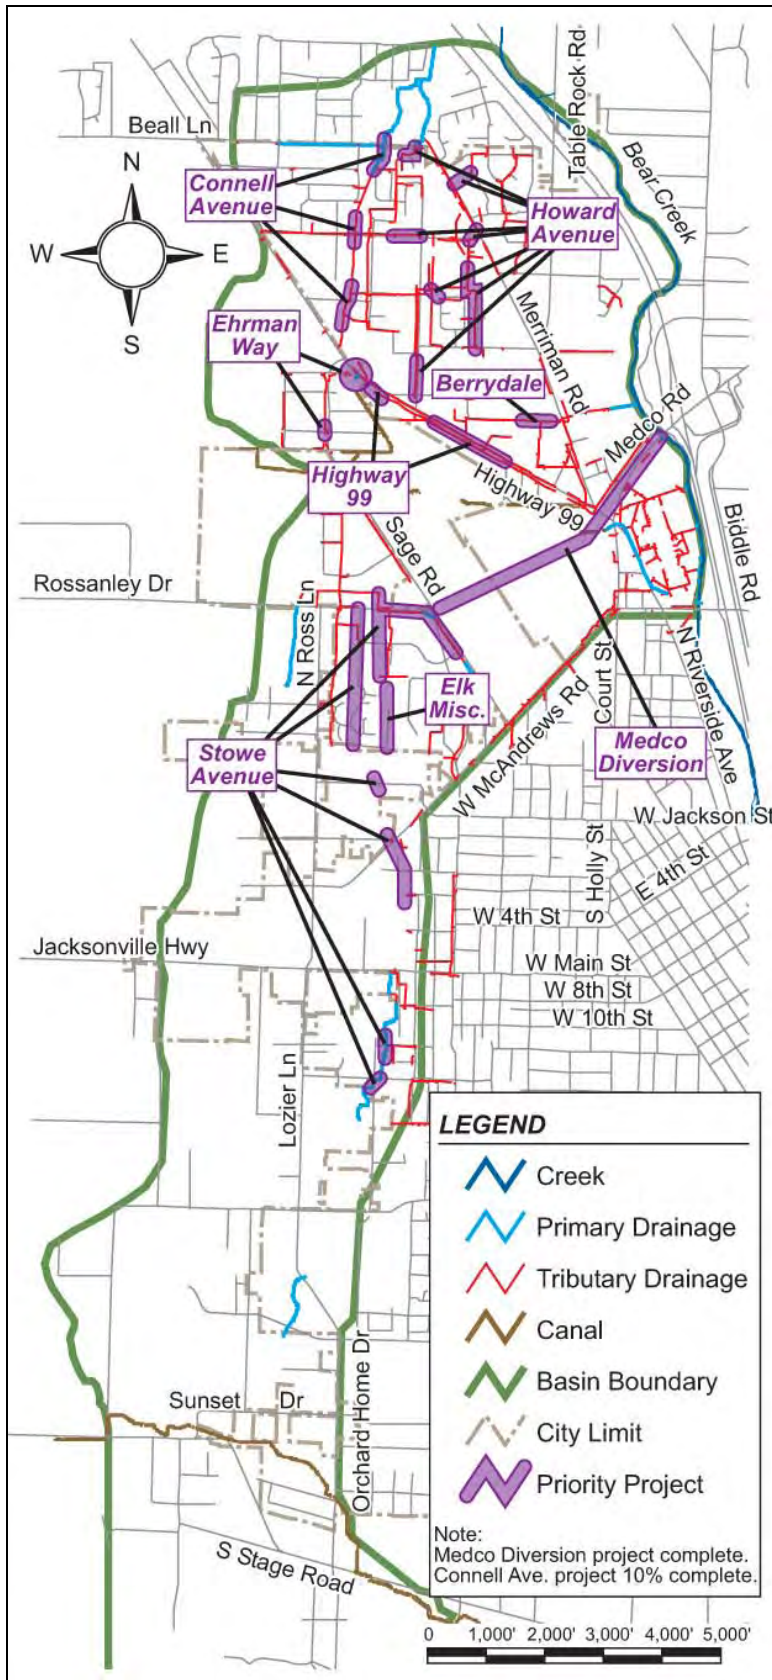 Table Rock Rd
Beall Ln
N
W
E
S
Connell
Avenue
Bear Creek
Howard
Avenue
Ehrman
Way
Merriman Rd
Berrydale
Medco Rd
Highway
99
Highway 99
Sage Rd
Biddle Rd
Rossanley Dr
N Ross Ln
Court St
N Riverside Ave
Elk
Misc.
Stowe
Avenue
Medco
Diversion
W McAndrews Rd
W Jackson St
S Holly St
E 4th St
W 4th St
Jacksonville Hwy
W Main St
W 8th St
W 10th St
Lozier Ln
LEGEND
Creek
Primary Drainage
Tributary Drainage
Canal
Basin Boundary
City Limit
Priority Project
Sunset Dr
Orchard Home Dr
S Stage Road
Note:
Medco Diversion project complete.
Connell Ave. project 10% complete.
0 1,000' 2,000' 3,000' 4,000' 5,000'